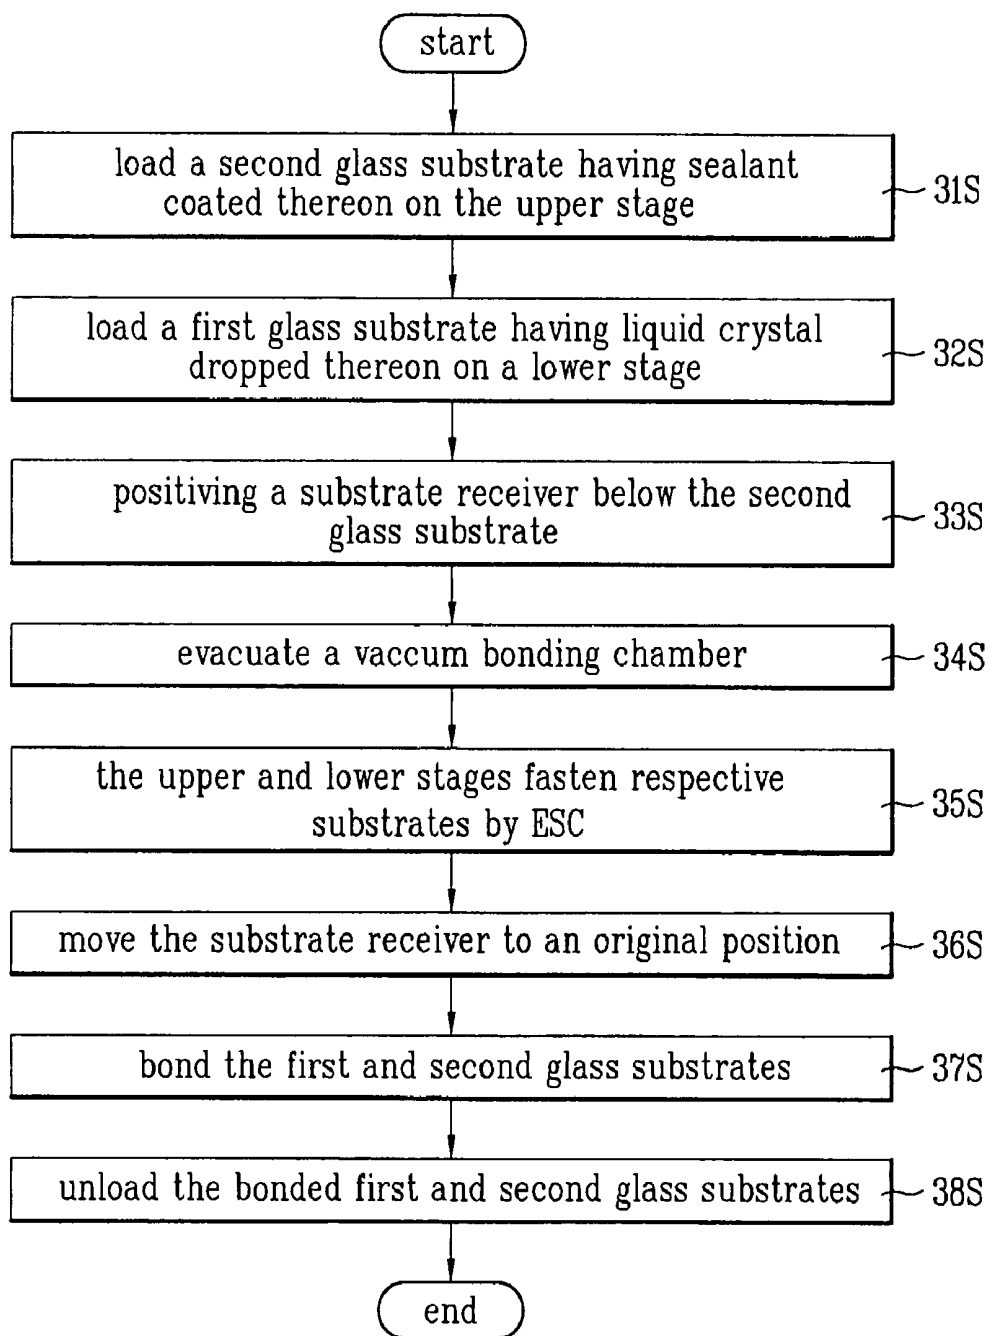 start
load a second glass substrate having sealant
coated thereon on the upper stage
31S
load a first glass substrate having liquid crystal
dropped thereon on a lower stage
32S
positiving a substrate receiver below the second
glass substrate
33S
evacuate a vaccum bonding chamber
34S
the upper and lower stages fasten respective
substrates by ESC
35S
move the substrate receiver to an original position
36S
bond the first and second glass substrates
37S
unload the bonded first and second glass substrates
38S
end